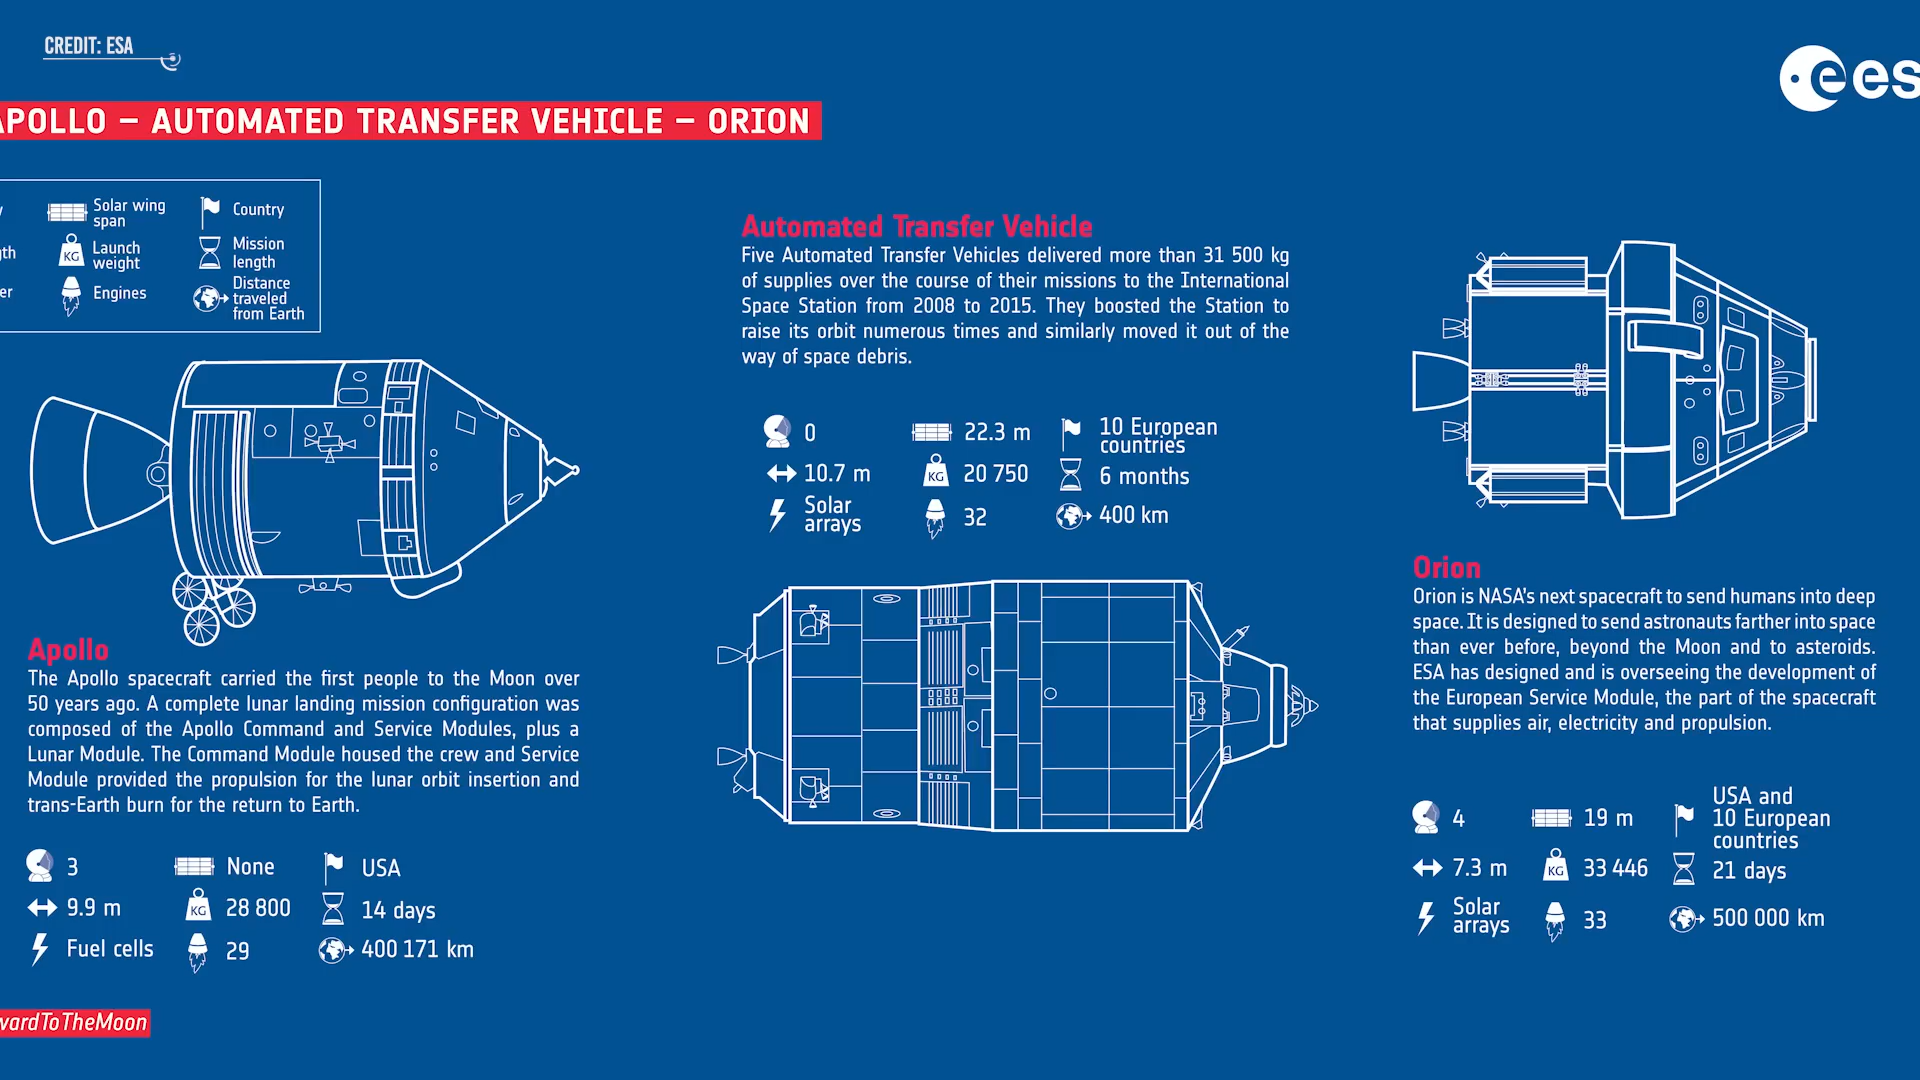 CREDIT: ESA
es
APOLLO – AUTOMATED TRANSFER VEHICLE – ORION
Solar wing
span
Country
Launch
weight
Mission
length
Engines
Distance
traveled
from Earth
KG
Automated Transfer Vehicle
Five Automated Transfer Vehicles delivered more than 31 500 kg
of supplies over the course of their missions to the International
Space Station from 2008 to 2015. They boosted the Station to
raise its orbit numerous times and similarly moved it out of the
way of space debris.
0
22.3 m
10 European
countries
10.7 m
KG
20 750
6 months
Solar
arrays
32
400 km
Apollo
The Apollo spacecraft carried the first people to the Moon over
50 years ago. A complete lunar landing mission configuration was
composed of the Apollo Command and Service Modules, plus a
Lunar Module. The Command Module housed the crew and Service
Module provided the propulsion for the lunar orbit insertion and
trans-Earth burn for the return to Earth.
3
None
USA
9.9 m
KG
28 800
14 days
Fuel cells
29
400 171 km
Orion
Orion is NASA's next spacecraft to send humans into deep
space. It is designed to send astronauts farther into space
than ever before, beyond the Moon and to asteroids.
ESA has designed and is overseeing the development of
the European Service Module, the part of the spacecraft
that supplies air, electricity and propulsion.
4
19 m
USA and
10 European
countries
7.3 m
KG
33 446
21 days
Solar
arrays
33
500 000 km
wardToTheMoon